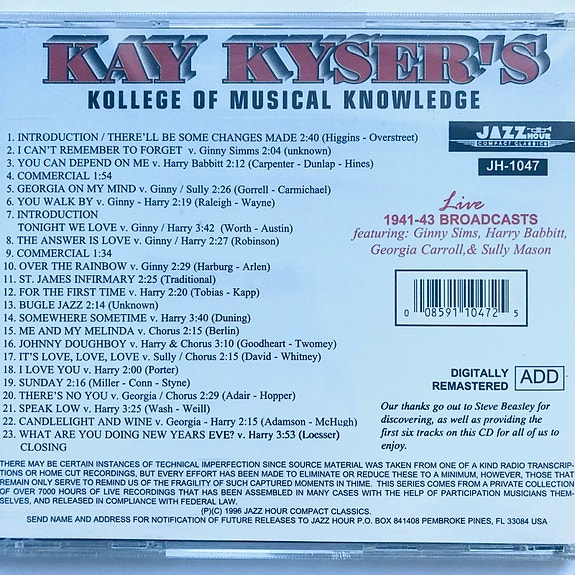 KAY KYSER'S
KOLLEGE OF MUSICAL KNOWLEDGE
1. INTRODUCTION / THERE'LL BE SOME CHANGES MADE 2:40 (Higgins - Overstreet)
2. I CAN'T REMEMBER TO FORGET v. Ginny Simms 2:04 (unknown)
3. YOU CAN DEPEND ON ME v. Harry Babbitt 2:12 (Carpenter - Dunlap - Hines)
4. COMMERCIAL 1:54
5. GEORGIA ON MY MIND v. Ginny / Sully 2:26 (Gorrell - Carmichael)
6. YOU WALK BY v. Ginny - Harry 2:19 (Raleigh - Wayne)
7. INTRODUCTION
TONIGHT WE LOVE v. Ginny / Harry 3:42 (Worth - Austin)
8. THE ANSWER IS LOVE v. Ginny / Harry 2:27 (Robinson)
9. COMMERCIAL 1:34
10. OVER THE RAINBOW v. Ginny 2:29 (Harburg - Arlen)
11. ST. JAMES INFIRMARY 2:25 (Traditional)
12. FOR THE FIRST TIME v. Harry 2:20 (Tobias - Kapp)
13. BUGLE JAZZ 2:14 (Unknown)
14. SOMEWHERE SOMETIME v. Harry 3:40 (Duning)
15. ME AND MY MELINDA v. Chorus 2:15 (Berlin)
16. JOHNNY DOUGHBOY v. Harry & Chorus 3:10 (Goodheart - Twomey)
17. IT'S LOVE, LOVE, LOVE v. Sully / Chorus 2:15 (David - Whitney)
18. I LOVE YOU v. Harry 2:00 (Porter)
19. SUNDAY 2:16 (Miller - Conn - Styne)
20. THERE'S NO YOU v. Georgia / Chorus 2:29 (Adair - Hopper)
21. SPEAK LOW v. Harry 3:25 (Wash - Weill)
22. CANDLELIGHT AND WINE v. Georgia - Harry 2:15 (Adamson - McHugh)
23. WHAT ARE YOU DOING NEW YEARS EVE? v. Harry 3:53 (Loesser)
CLOSING
JAZZ HOUR
COMPACT CLASSICS
JH-1047
Live
1941-43 BROADCASTS
featuring: Ginny Sims, Harry Babbitt,
Georgia Carroll,& Sully Mason
0 08591 10472 5
DIGITALLY
REMASTERED
ADD
Our thanks go out to Steve Beasley for
discovering, as well as providing the
first six tracks on this CD for all of us to
enjoy.
THERE MAY BE CERTAIN INSTANCES OF TECHNICAL IMPERFECTION SINCE SOURCE MATERIAL WAS TAKEN FROM ONE OF A KIND RADIO TRANSCRIP-
TIONS OR HOME CUT RECORDINGS, BUT EVERY EFFORT HAS BEEN MADE TO ELIMINATE OR REDUCE THESE TO A MINIMUM, HOWEVER, THOSE THAT
REMAIN ONLY SERVE TO REMIND US OF THE FRAGILITY OF SUCH CAPTURED MOMENTS IN THIME. THIS SERIES COMES FROM A PRIVATE COLLECTION
OF OVER 7000 HOURS OF LIVE RECORDINGS THAT HAS BEEN ASSEMBLED IN MANY CASES WITH THE HELP OF PARTICIPATION MUSICIANS THEM-
SELVES, AND RELEASED IN COMPLIANCE WITH FEDERAL LAW.
(P)(C) 1996 JAZZ HOUR COMPACT CLASSICS.
SEND NAME AND ADDRESS FOR NOTIFICATION OF FUTURE RELEASES TO JAZZ HOUR P.O. BOX 841408 PEMBROKE PINES, FL 33084 USA